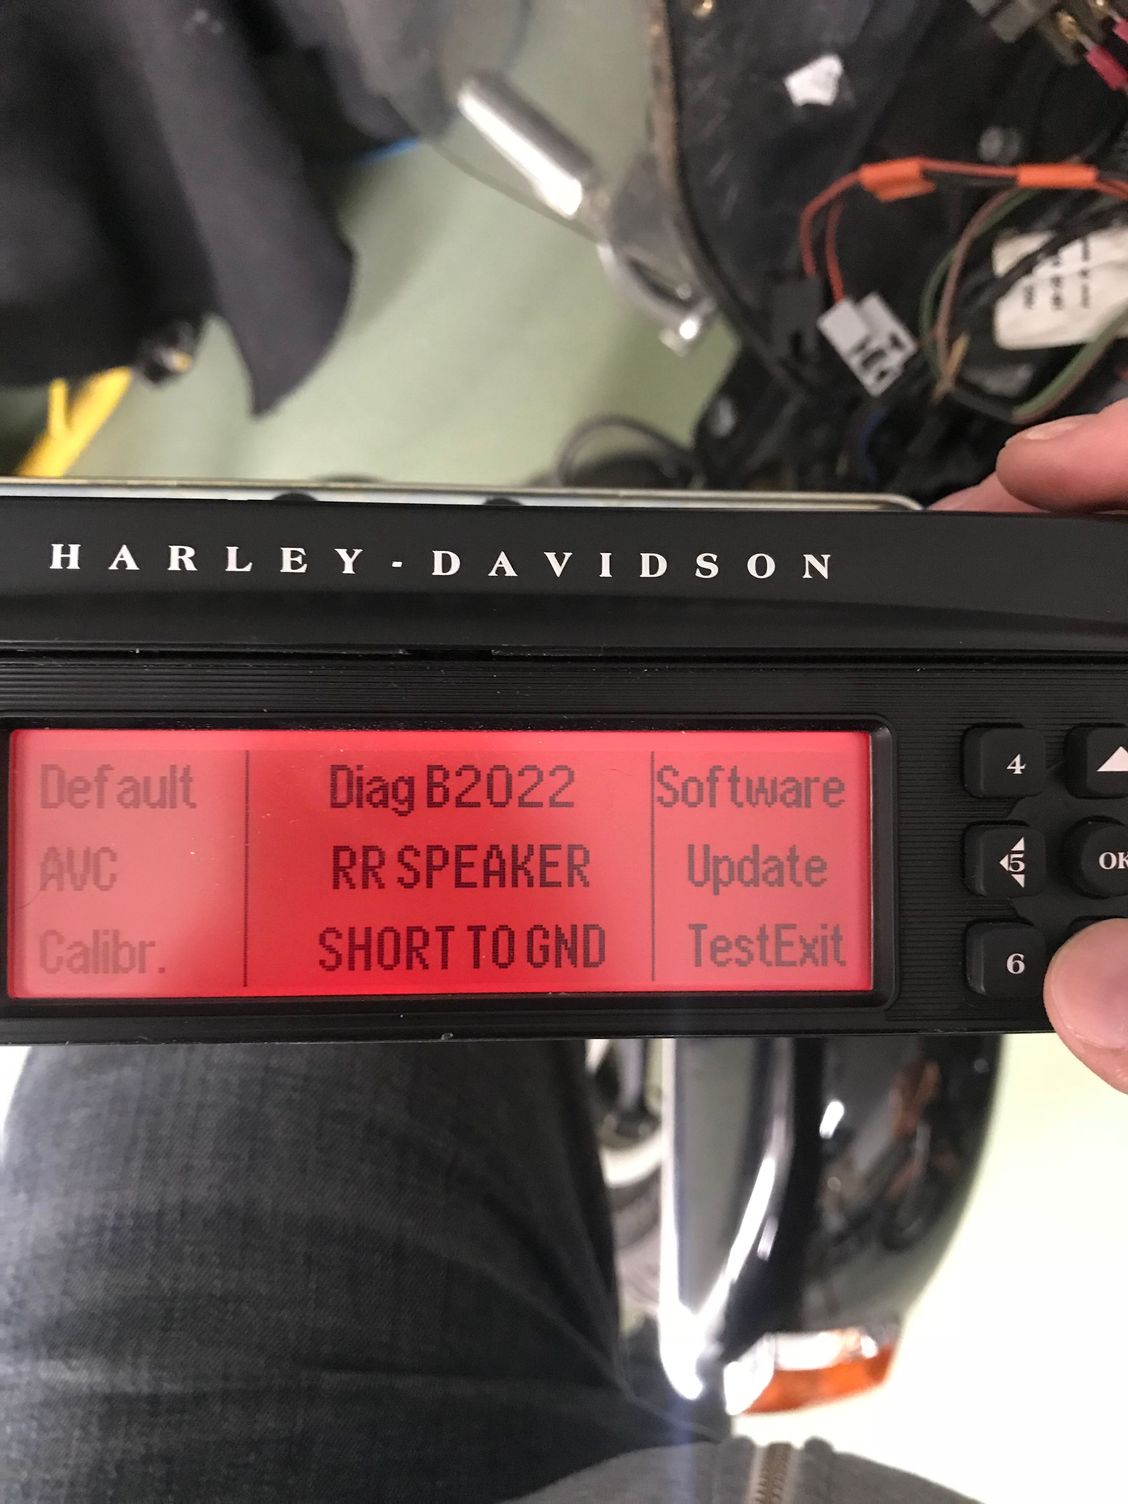 HARLEY-DAVIDSON
Default
AVC
Calibr.
Diag B2022
RR SPEAKER
SHORT TO GND
Software
Update
TestExit
4
5
OK
6